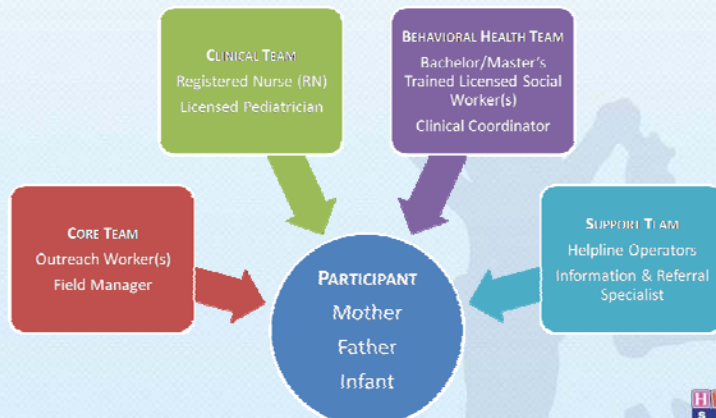 CLINICAL TEAM
Registered Nurse (RN)
Licensed Pediatrician
BEHAVIORAL HEALTH TEAM
Bachelor/Master's
Trained Licensed Social
Worker(s)
Clinical Coordinator
CORE TEAM
Outreach Worker(s)
Field Manager
SUPPORT TEAM
Helpline Operators
Information & Referral
Specialist
PARTICIPANT
Mother
Father
Infant
H
S